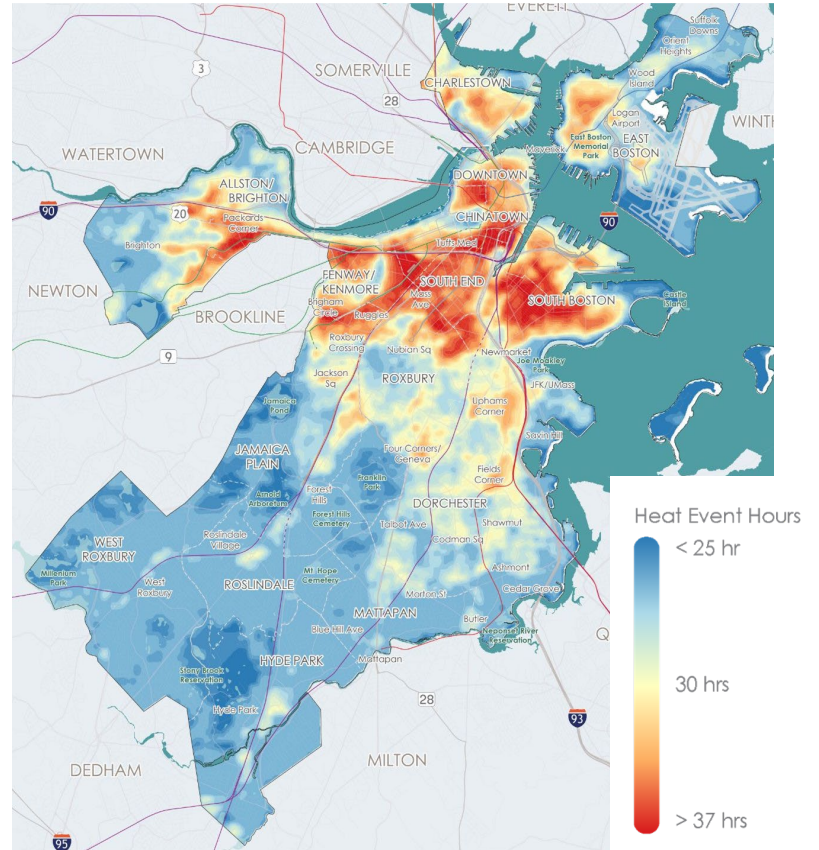 EVERETT
Suffolk
Downs
Orient
Heights
3
SOMERVILLE
Wood
Island
CHARLESTOWN
28
Logan
Airport
WINTH
EAST
BOSTON
East Boston
Memorial
Park
Maverick
WATERTOWN
CAMBRIDGE
DOWNTOWN
ALLSTON/
BRIGHTON
90
20
Packards
Corner
CHINATOWN
90
Brighton
Tufts Med
FENWAY/
KENMORE
SOUTH END
NEWTON
Mass
Ave
SOUTH BOSTON
Castle
Island
Brigham
Circle
Ruggles
BROOKLINE
Roxbury
Crossing
Nubian Sq
Newmarket
9
Joe Moakley
Park
Jackson
Sq
ROXBURY
JFK/UMass
Jamaica
Pond
Uphams
Corner
Savin Hill
JAMAICA
PLAIN
Four Corners/
Geneva
Fields
Corner
Franklin
Park
Arnold
Arboretum
Forest
Hills
DORCHESTER
Forest Hills
Cemetery
Talbot Ave
Shawmut
Heat Event Hours
WEST
ROXBURY
Roslindale
Village
Codman Sq
< 25 hr
Millenium
Park
West
Roxbury
ROSLINDALE
Mt. Hope
Cemetery
Ashmont
Morton St
Cedar Grove
MATTAPAN
Blue Hill Ave
Butler
Neponset River
Reservation
Q
HYDE PARK
Mattapan
Stony Brook
Reservation
30 hrs
28
Hyde Park
93
DEDHAM
MILTON
> 37 hrs
95